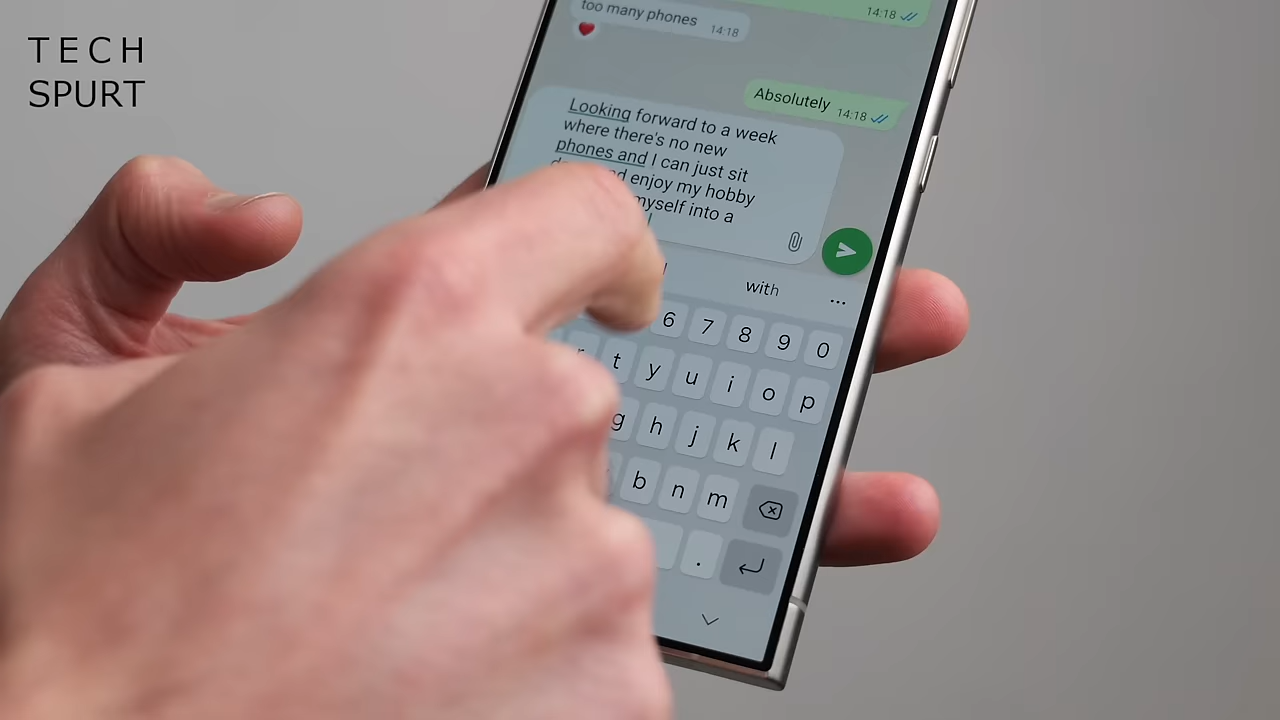 TECH
SPURT
14:18
too many phones 14:18
Absolutely 14:18
Looking forward to a week
where there's no new
phones and I can just sit
enjoy my hobby
myself into a
with
...
6 7 8 9 0
t y u i o p
g h j k l
b n m
.